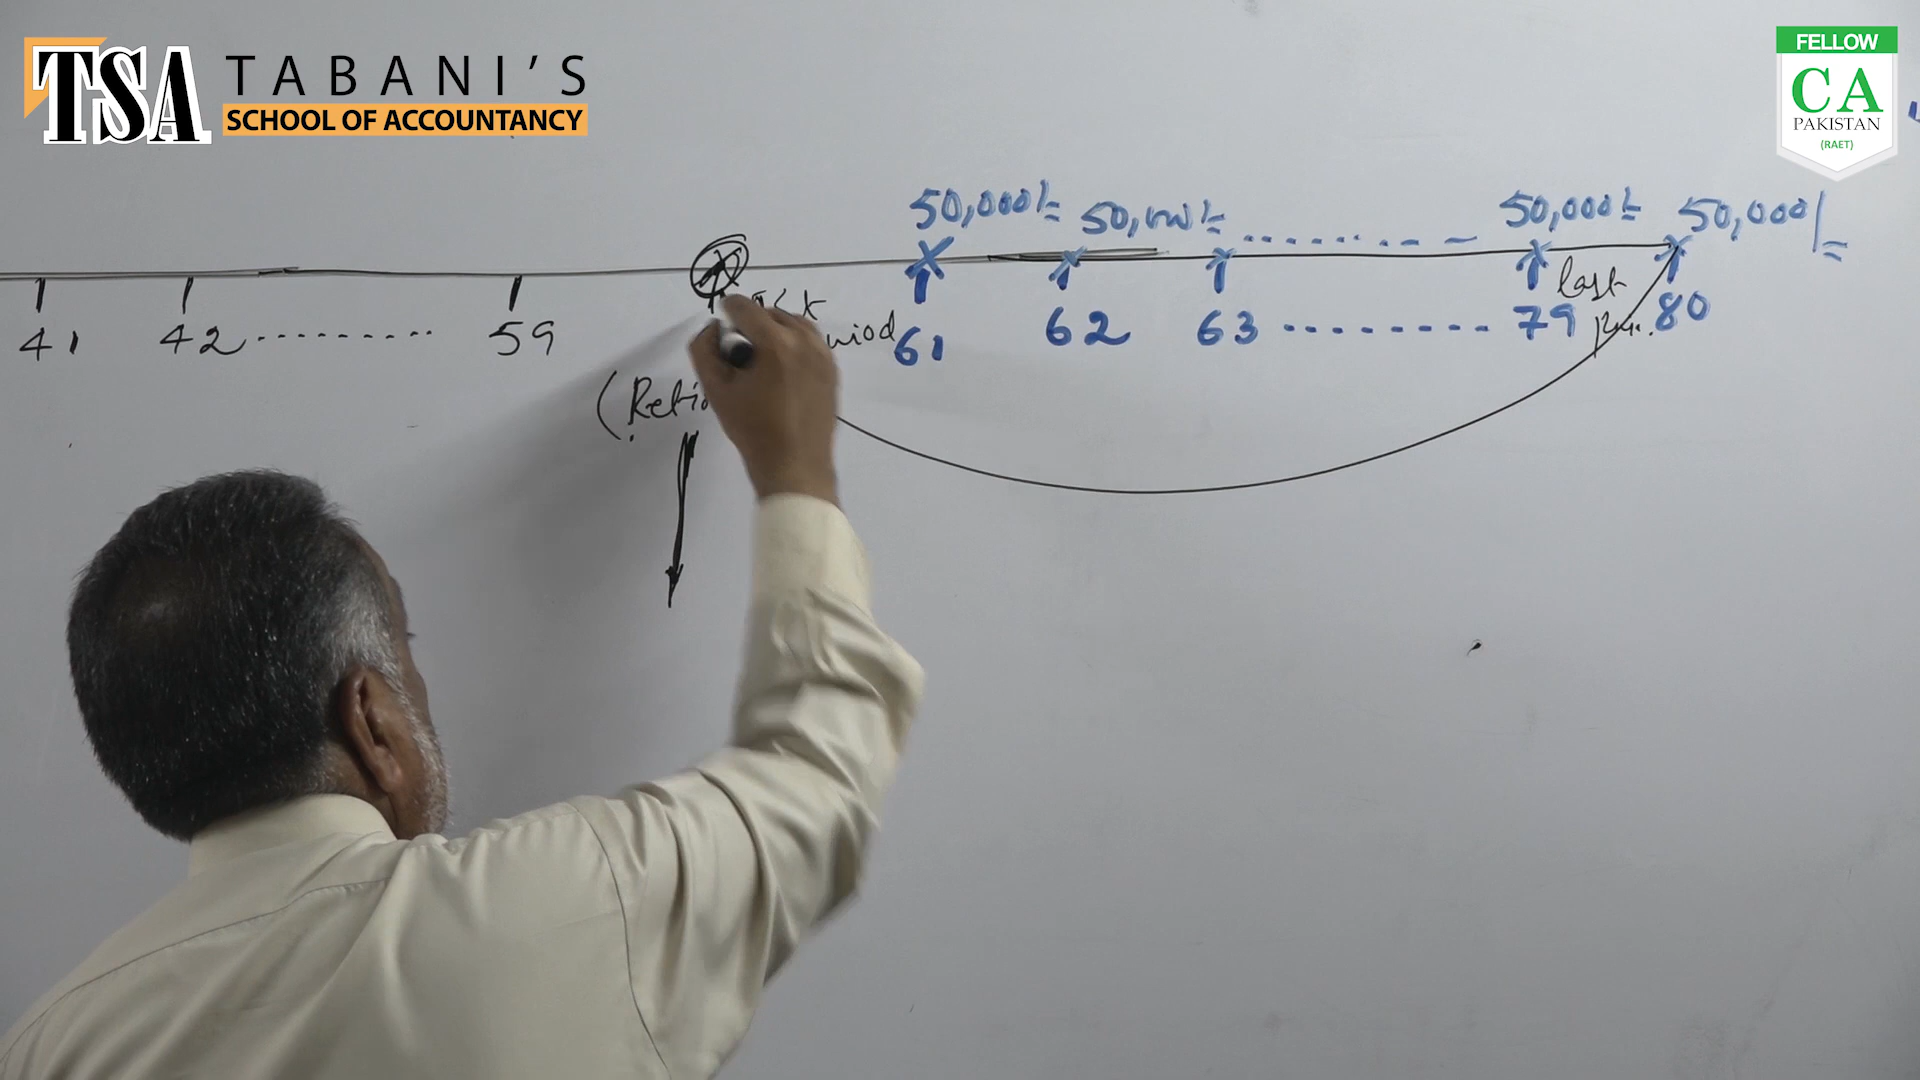 TSA TABANI'S
SCHOOL OF ACCOUNTANCY
FELLOW
CA
PAKISTAN
(RAET)
50,000/= 50,000/= 50,000/= 50,000/=
41 42 ......... 59 61 62 63 ......... 79 80
last